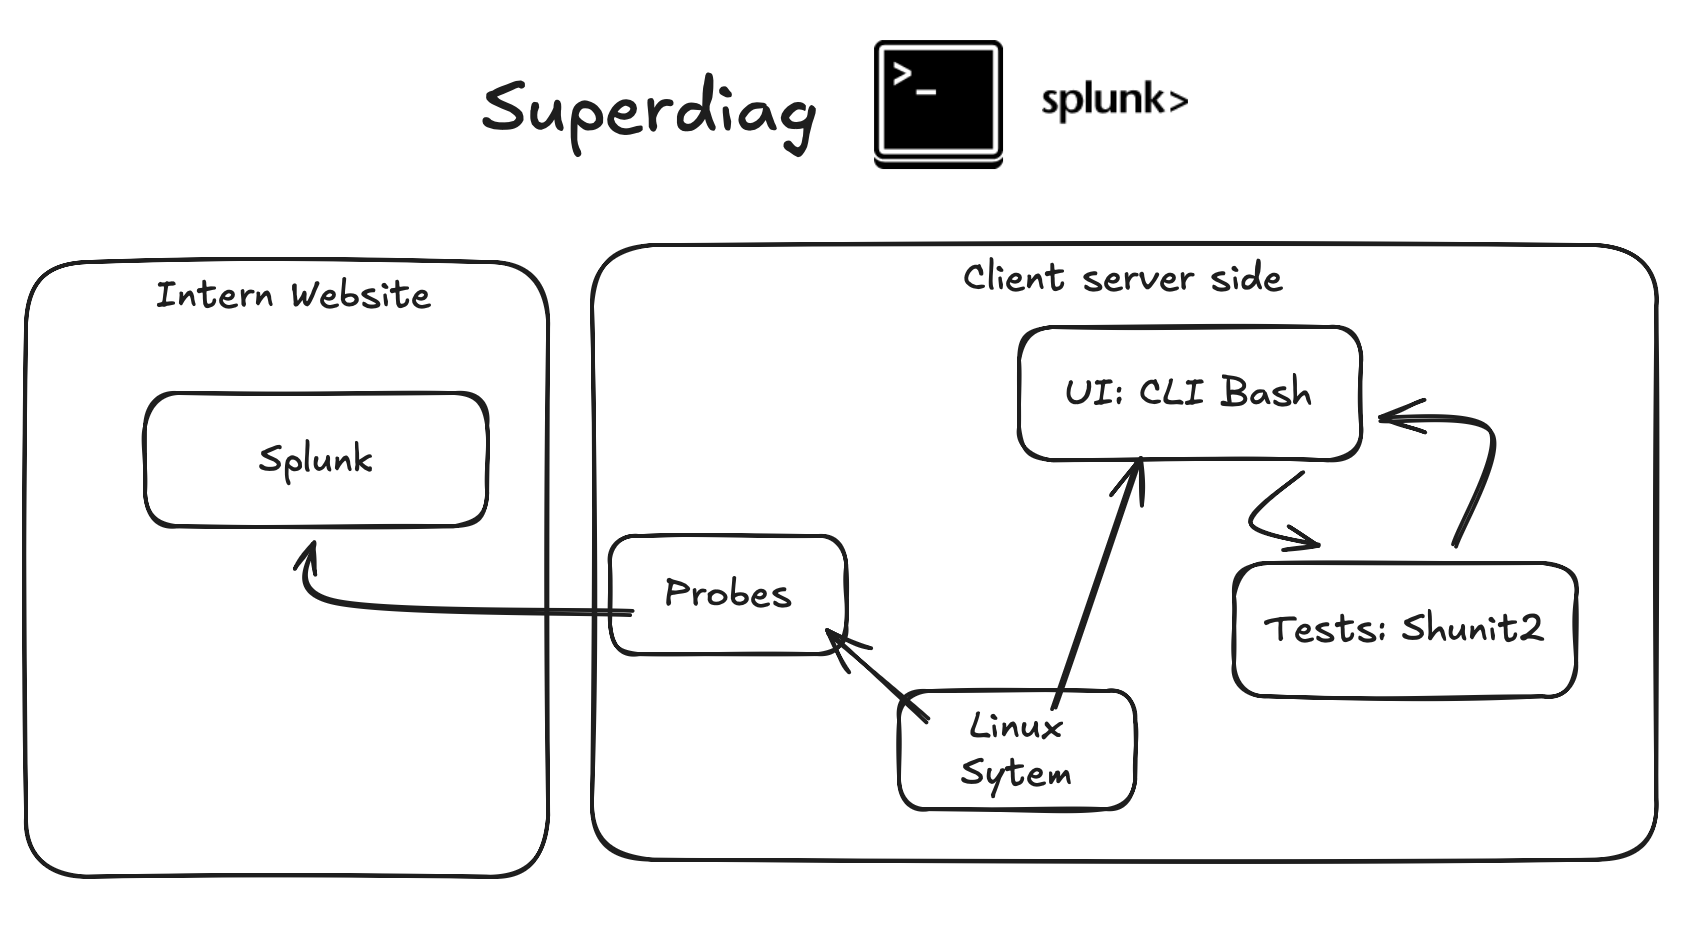 Superdiag
>_
splunk>
Intern Website
Splunk
Client server side
UI: CLI Bash
Probes
Tests: Shunit2
Linux
Sytem